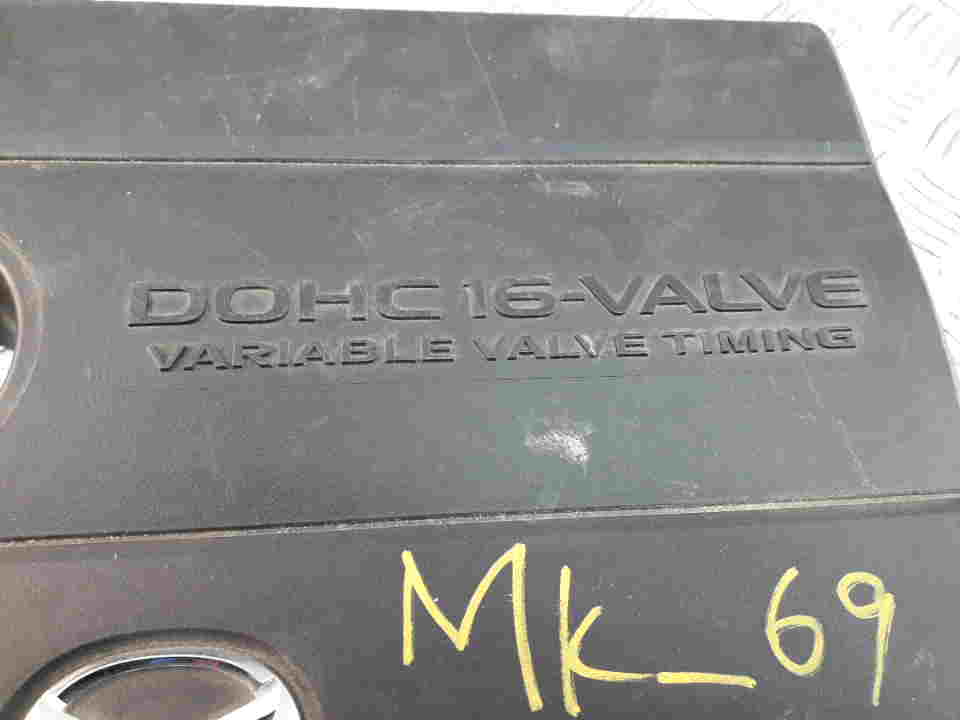 DOHC 16-VALVE
VARIABLE VALVE TIMING
MK_69